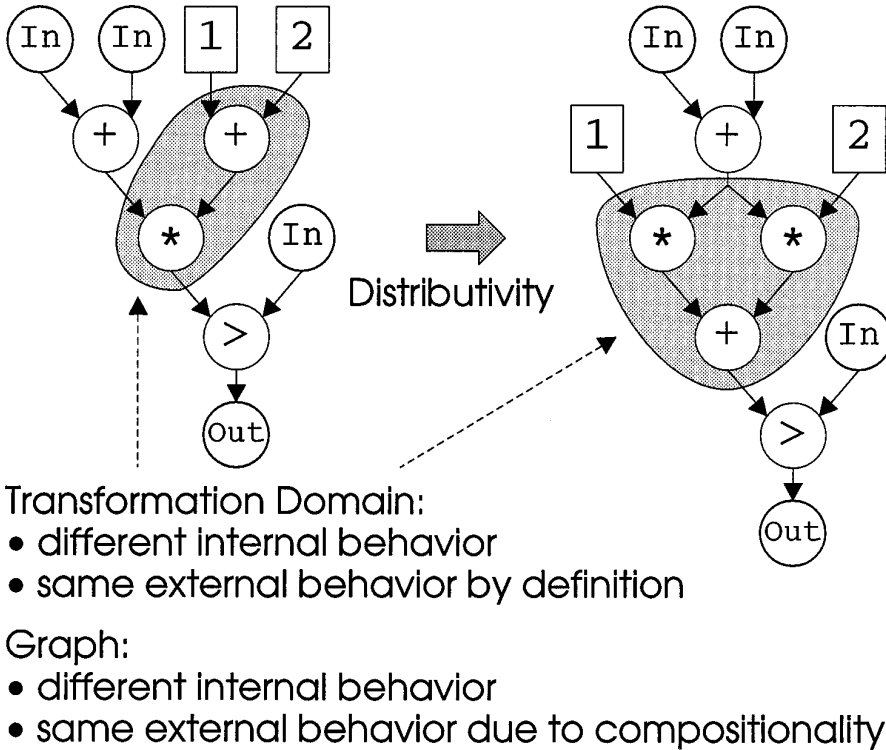 In In 1 2 In In
+ + 1 + 2
* In * *
Distributivity
> + In
Out >
Out
Transformation Domain:
• different internal behavior
• same external behavior by definition
Graph:
• different internal behavior
• same external behavior due to compositionality